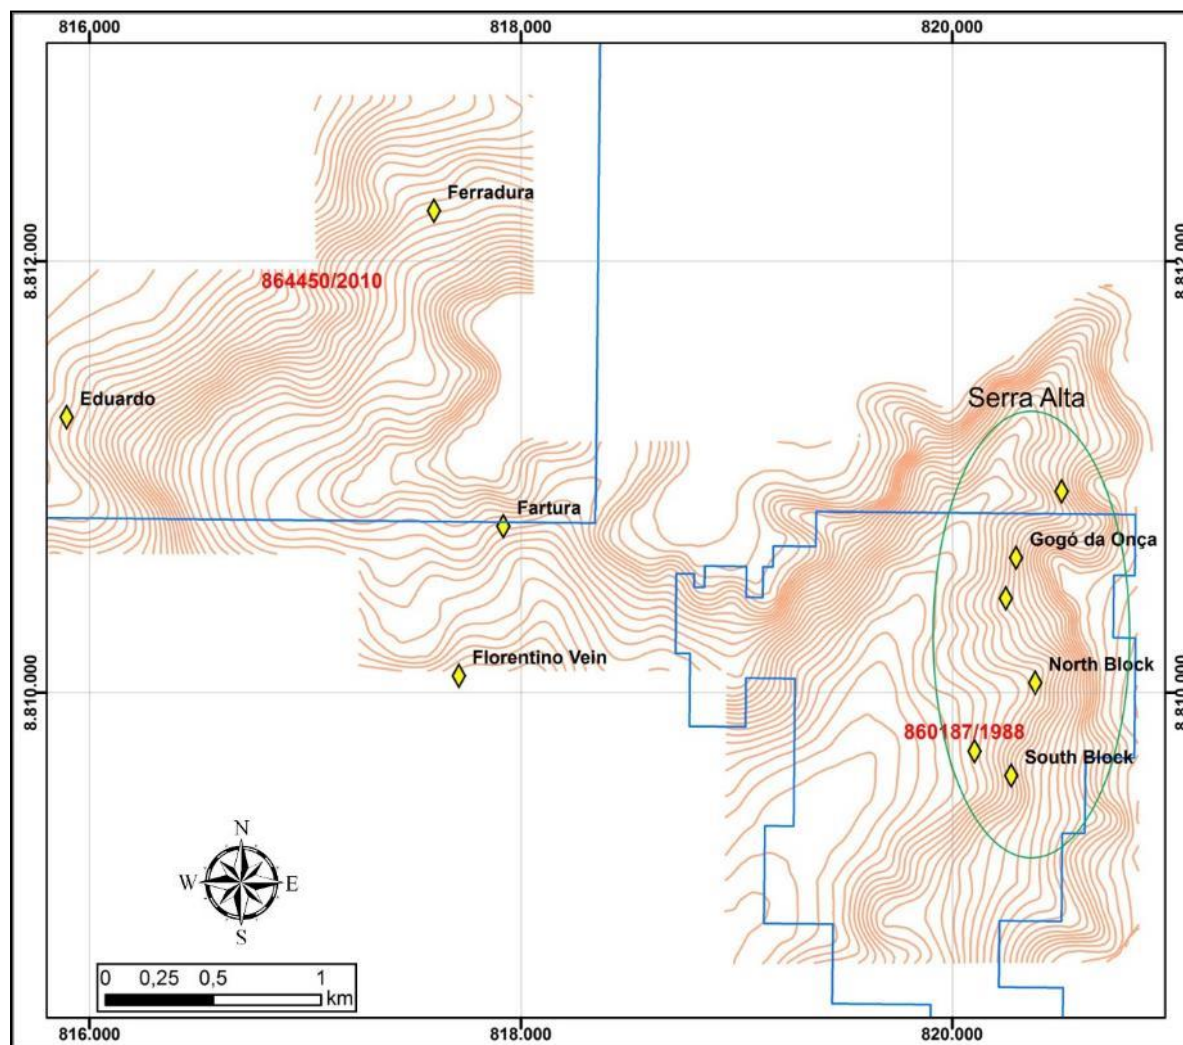 816.000 818.000 820.000
Ferradura
8.812.000 8.812.000
864450/2010
Eduardo
Serra Alta
Fartura
Gogó da Onça
Florentino Vein
North Block
8.810.000 8.810.000
860187/1988
South Block
N
W E
S
0 0,25 0,5 1
km
816.000 818.000 820.000